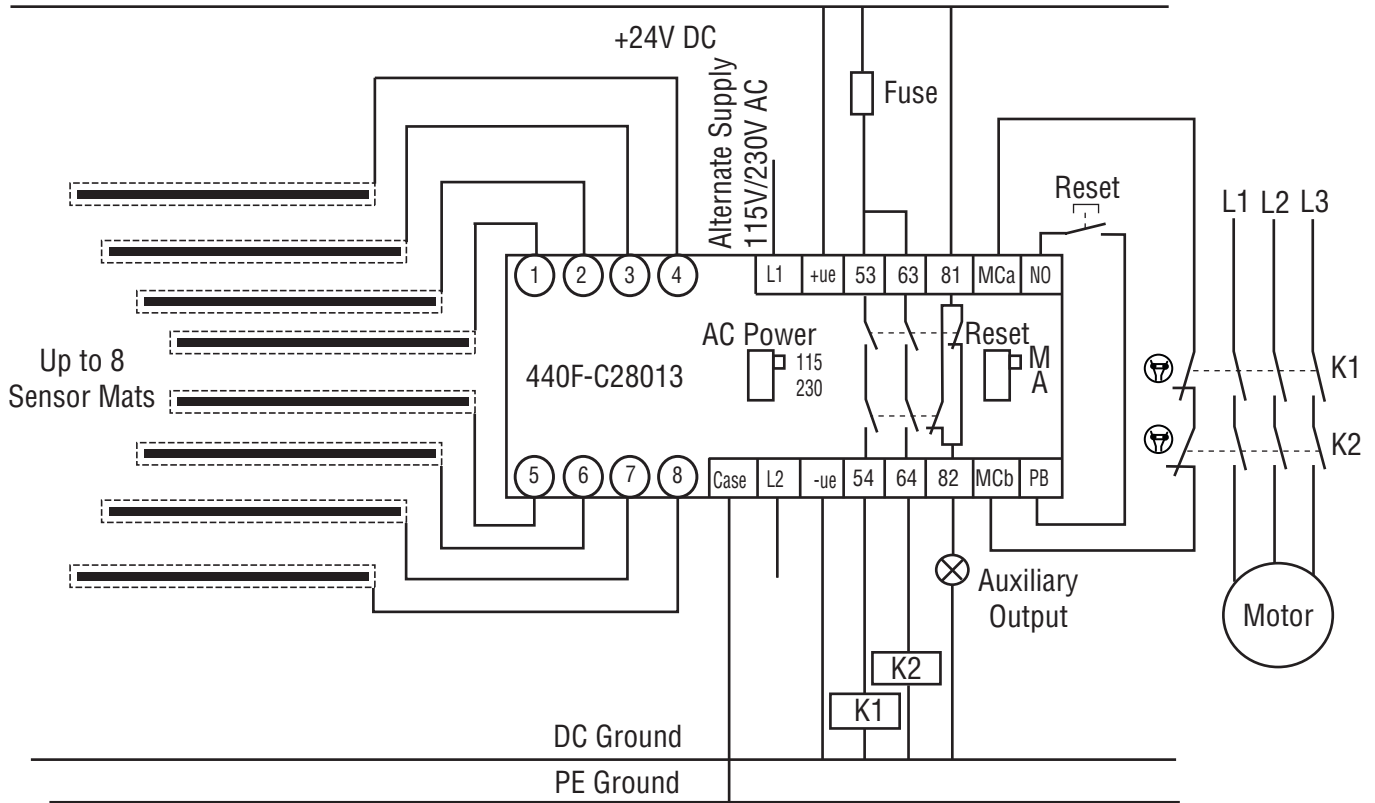 +24V DC
Alternate Supply
115V/230V AC
Fuse
Reset
L1 L2 L3
1 2 3 4
L1 +ue 53 63 81 MCa NO
Up to 8
Sensor Mats
440F-C28013
AC Power
115
230
Reset
M
A
K1
K2
5 6 7 8
Case L2 -ue 54 64 82 MCb PB
Auxiliary
Output
Motor
K2
K1
DC Ground
PE Ground